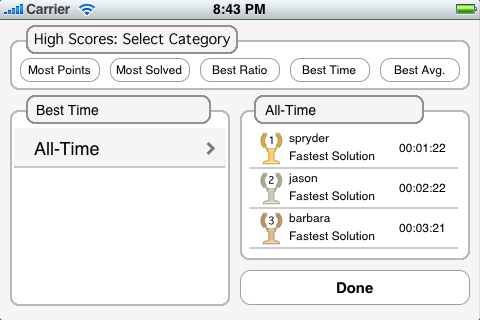 Carrier 8:43 PM
High Scores: Select Category
Most Points Most Solved Best Ratio Best Time Best Avg.
Best Time
All-Time
All-Time
1 spryder
Fastest Solution 00:01:22
2 jason
Fastest Solution 00:02:22
3 barbara
Fastest Solution 00:03:21
Done